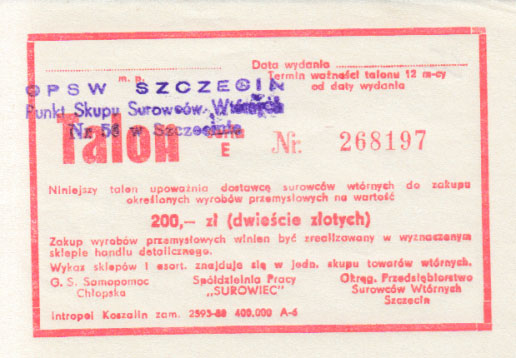 Data wydania
m. p.
Termin ważności talonu 12 m-cy
od daty wydania
OPSW SZCZECIN
Punkt Skupu Surowców Wtórnych
Nr 56 w Szczecinie
Talon
Seria
E
Nr. 268197
Niniejszy talon upoważnia dostawcę surowców wtórnych do zakupu
określonych wyrobów przemysłowych na wartość
200,— zł (dwieście złotych)
Zakup wyrobów przemysłowych winien być zrealizowany w wyznaczonym
sklepie handlu detalicznego.
Wykaz sklepów i asort. znajduje się w jedn. skupu towarów wtórnych.
G. S. Samopomoc
Chłopska
Spółdzielnia Pracy
„SUROWIEC"
Okręg. Przedsiębiorstwo
Surowców Wtórnych
Szczecin
Intropol Koszalin zam. 2593-88 400.000 A-6